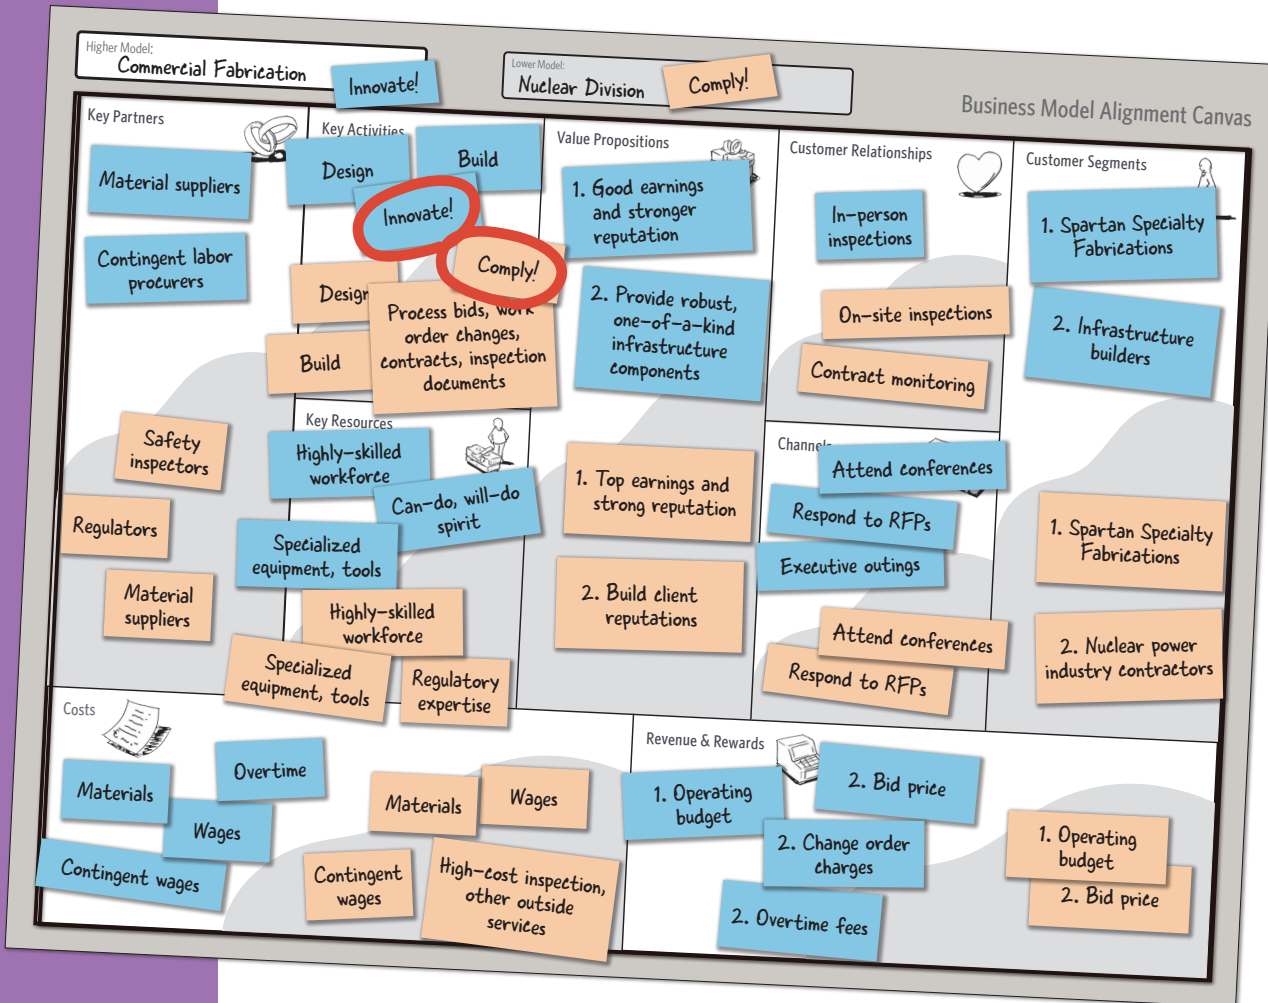 Higher Model:
Commercial Fabrication
Innovate!
Lower Model:
Nuclear Division
Comply!
Business Model Alignment Canvas
Key Partners
Material suppliers
Contingent labor
procurers
Safety
inspectors
Regulators
Material
suppliers
Key Activities
Design
Build
Innovate!
Comply!
Design
Build
Process bids, work
order changes,
contracts, inspection
documents
Key Resources
Highly-skilled
workforce
Can-do, will-do
spirit
Specialized
equipment, tools
Highly-skilled
workforce
Specialized
equipment, tools
Regulatory
expertise
Value Propositions
1. Good earnings
and stronger
reputation
2. Provide robust,
one-of-a-kind
infrastructure
components
1. Top earnings and
strong reputation
2. Build client
reputations
Customer Relationships
In-person
inspections
On-site inspections
Contract monitoring
Channels
Attend conferences
Respond to RFPs
Executive outings
Attend conferences
Respond to RFPs
Customer Segments
1. Spartan Specialty
Fabrications
2. Infrastructure
builders
1. Spartan Specialty
Fabrications
2. Nuclear power
industry contractors
Costs
Materials
Overtime
Wages
Contingent wages
Materials
Wages
Contingent
wages
High-cost inspection,
other outside
services
Revenue & Rewards
1. Operating
budget
2. Bid price
2. Change order
charges
2. Overtime fees
1. Operating
budget
2. Bid price